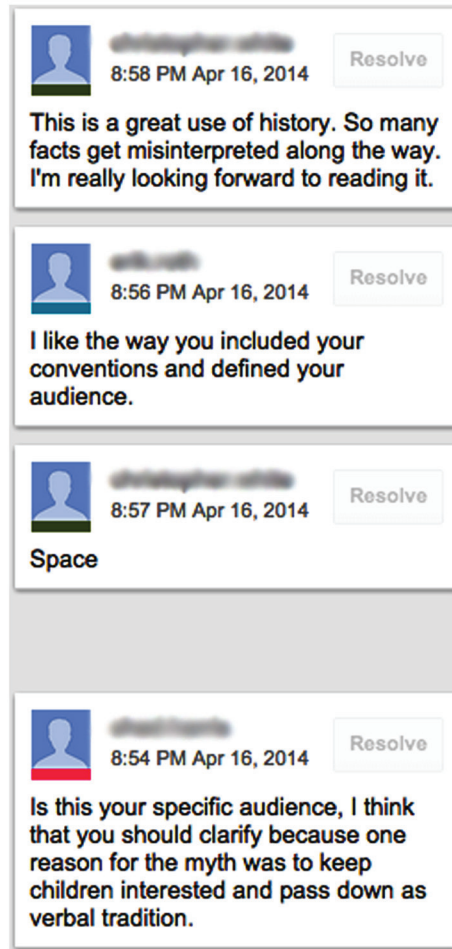 Resolve
8:58 PM Apr 16, 2014
This is a great use of history. So many
facts get misinterpreted along the way.
I'm really looking forward to reading it.
Resolve
8:56 PM Apr 16, 2014
I like the way you included your
conventions and defined your
audience.
Resolve
8:57 PM Apr 16, 2014
Space
Resolve
8:54 PM Apr 16, 2014
Is this your specific audience, I think
that you should clarify because one
reason for the myth was to keep
children interested and pass down as
verbal tradition.